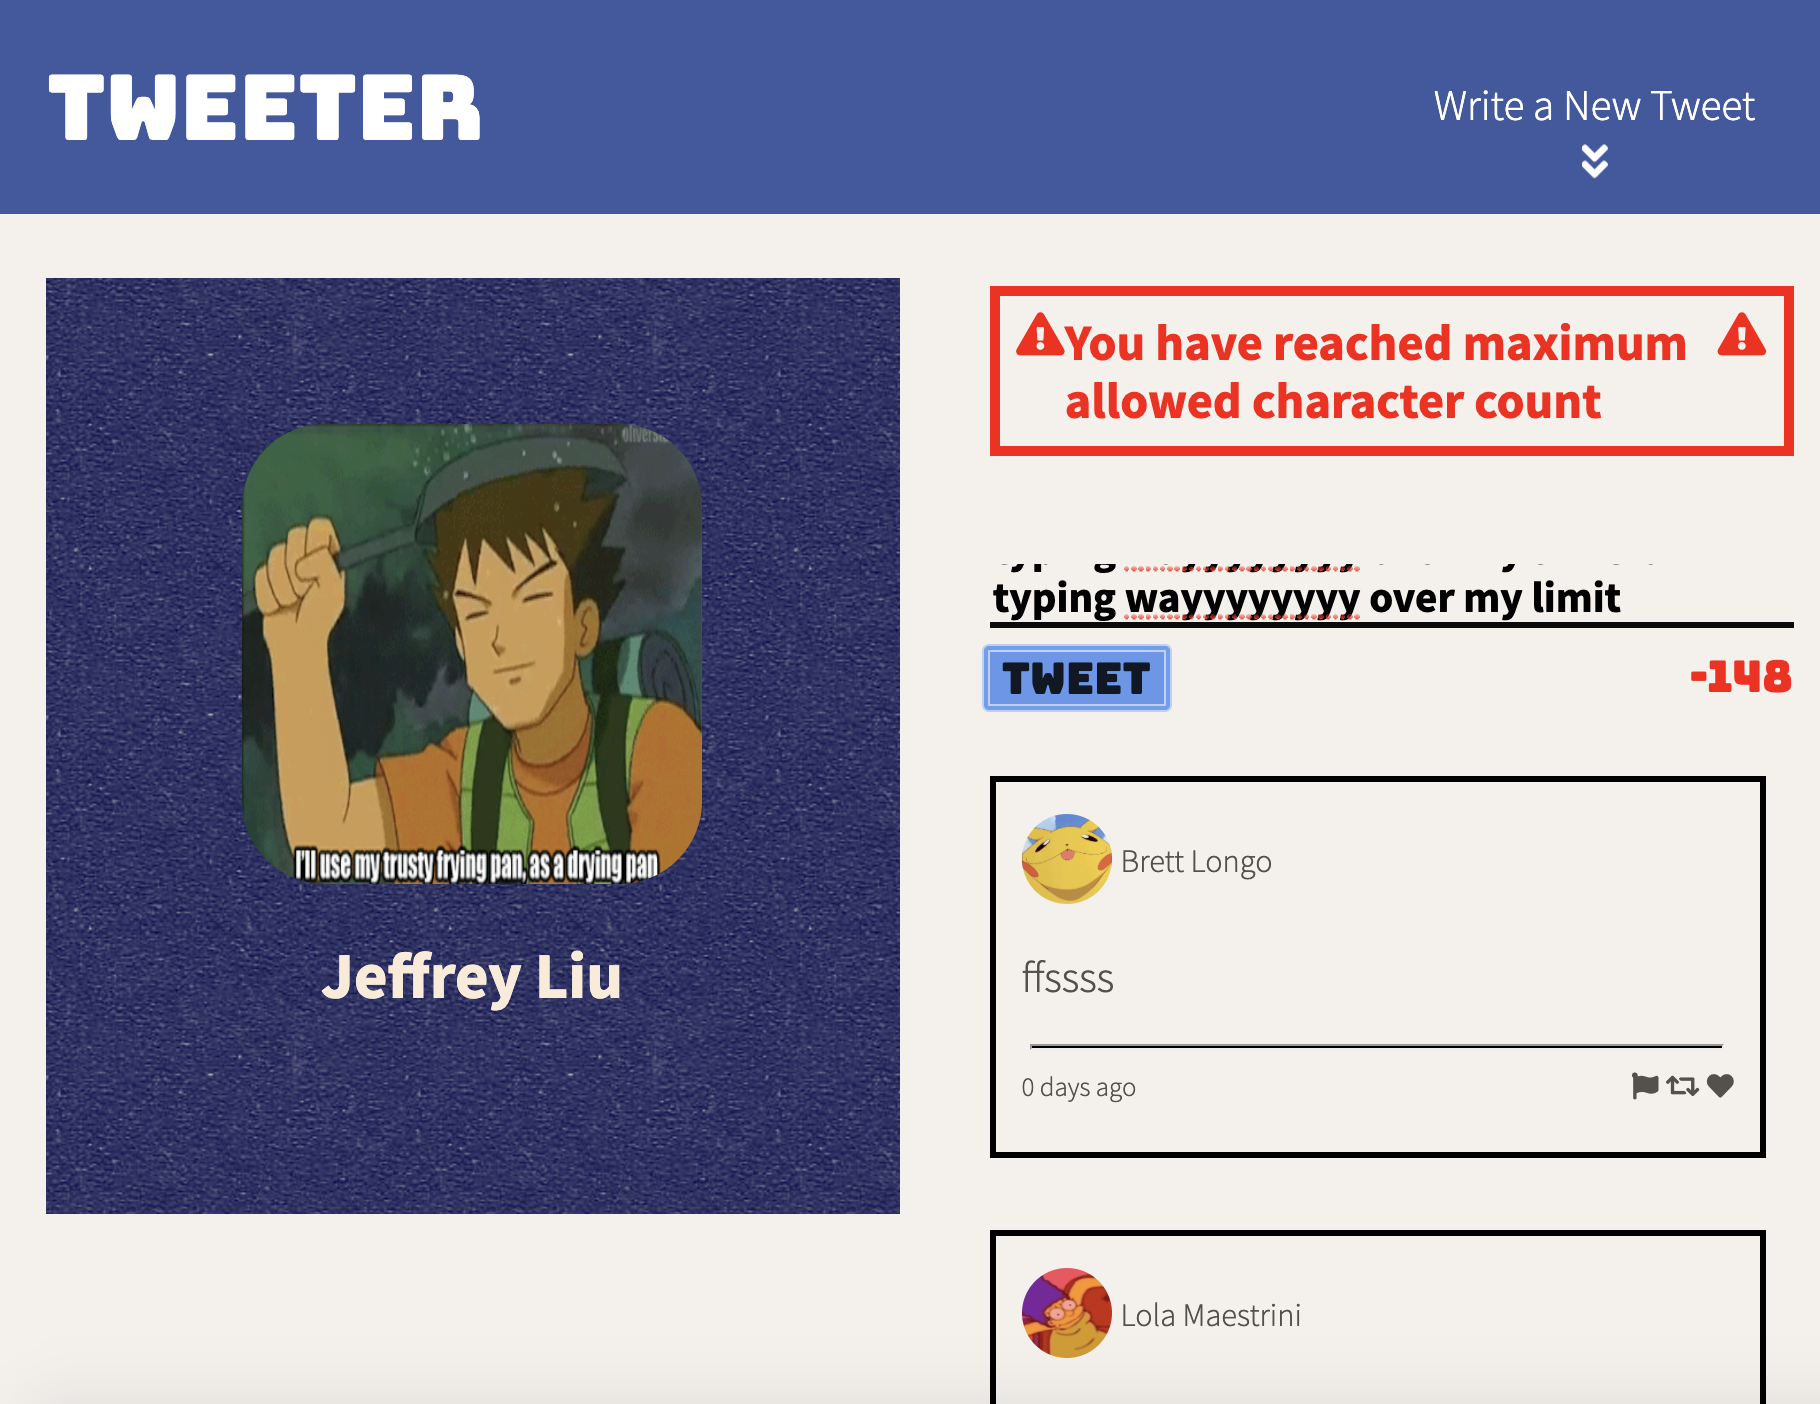 TWEETER
Write a New Tweet
I'll use my trusty frying pan, as a drying pan
Jeffrey Liu
You have reached maximum
allowed character count
typing wayyyyyyyy over my limit
TWEET
-148
Brett Longo
ffssss
0 days ago
Lola Maestrini